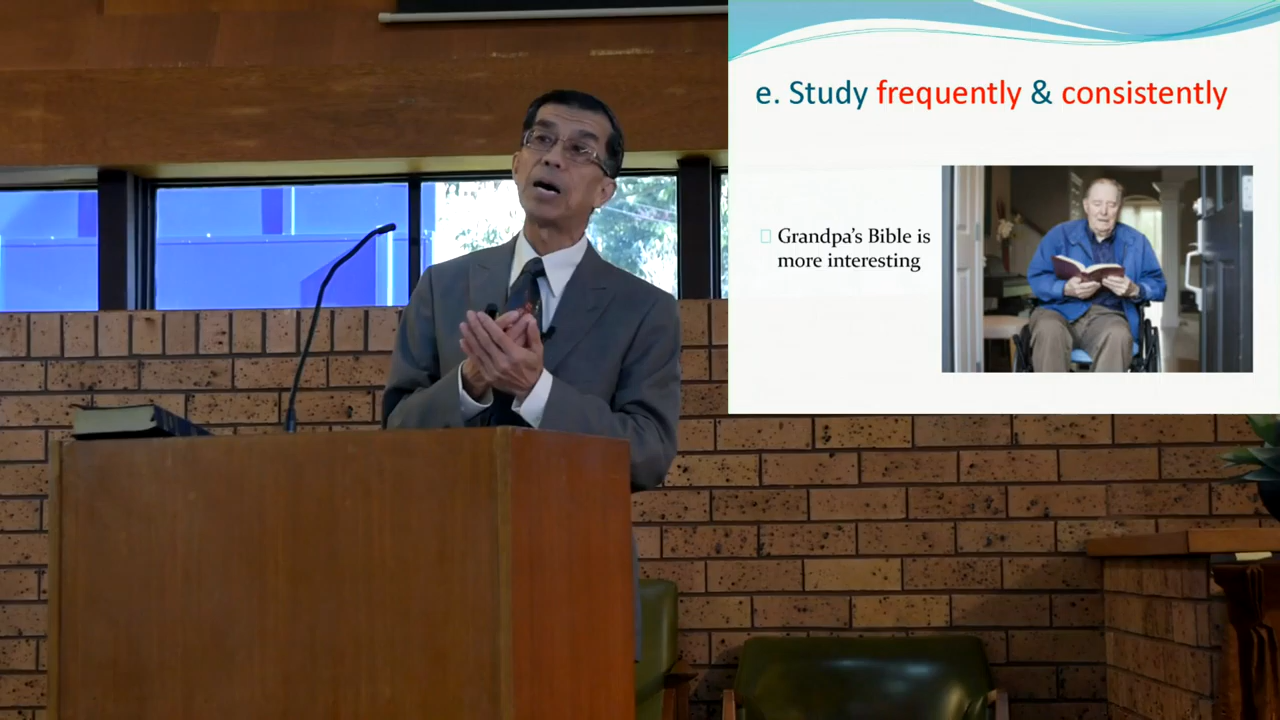 e. Study frequently & consistently
Grandpa's Bible is
more interesting